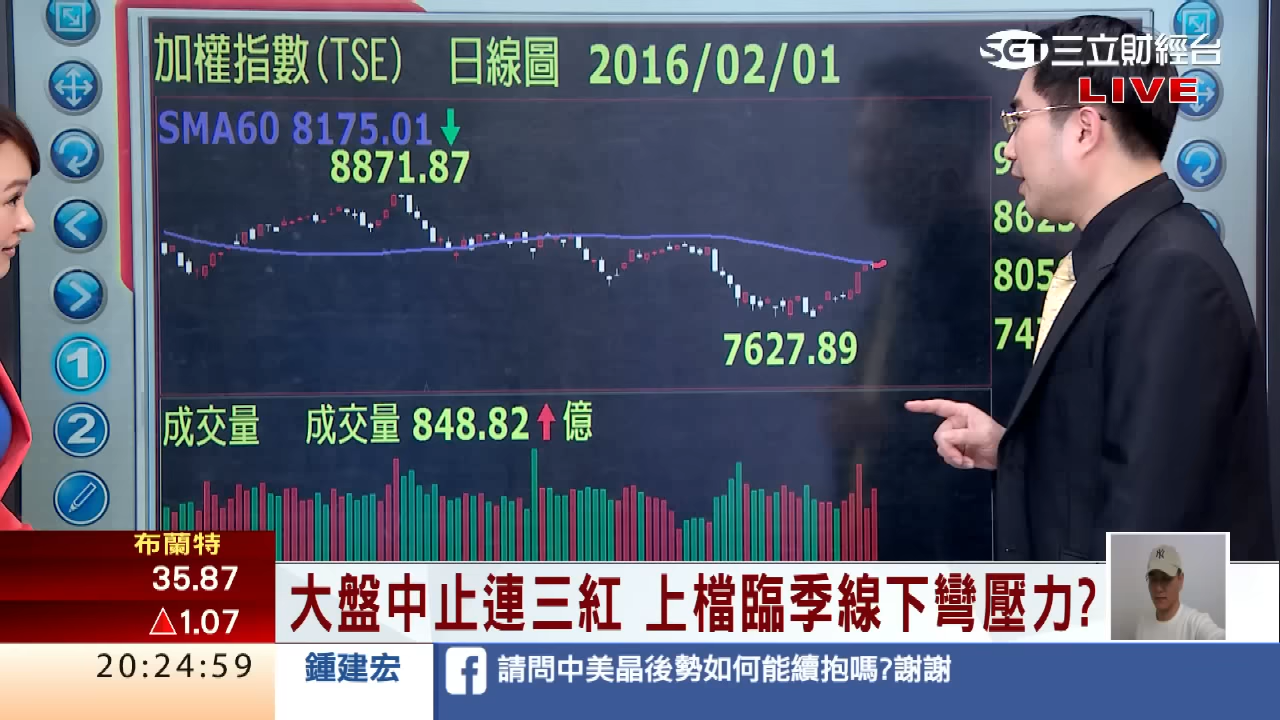 加權指數(TSE) 日線圖 2016/02/01
SGT三立財經台
LIVE
SMA60 8175.01↓
8871.87
7627.89
成交量 成交量 848.82↑億
1
2
布蘭特
35.87
△1.07
20:24:59
大盤中止連三紅 上檔臨季線下彎壓力?
鍾建宏
f 請問中美晶後勢如何能續抱嗎?謝謝